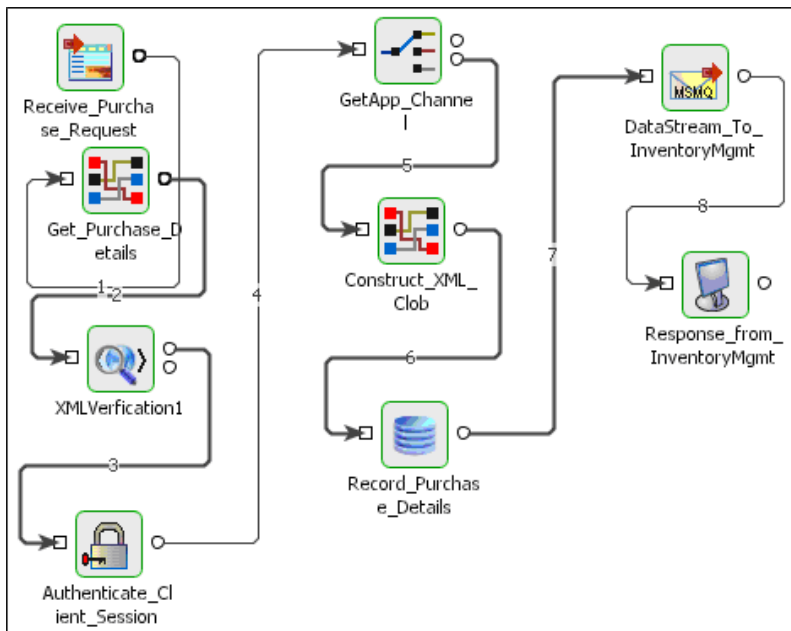 Receive_Purcha
se_Request
Get_Purchase_D
etails
1
2
XMLVerfication1
3
Authenticate_Cl
ient_Session
4
GetApp_Channe
l
5
Construct_XML_
Clob
6
Record_Purchas
e_Details
7
MSMQ
DataStream_To_
InventoryMgmt
8
Response_from_
InventoryMgmt